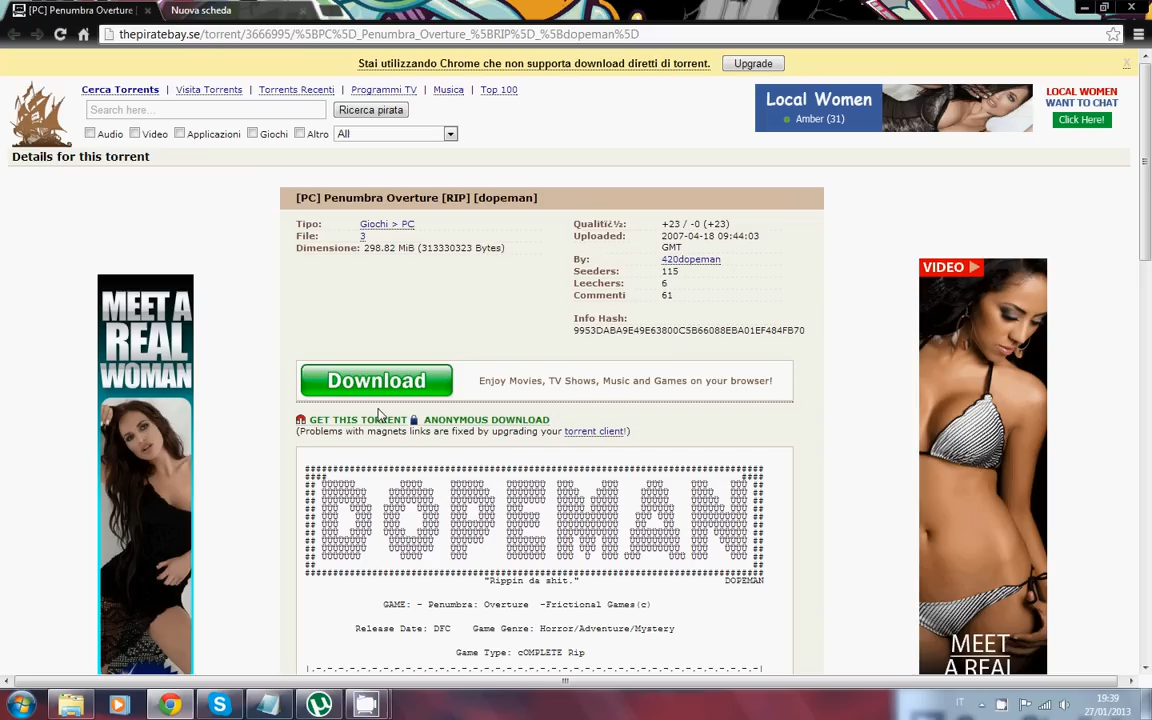 [PC] Penumbra Overture
Nuova scheda
thepiratebay.se/torrent/3666995/%5BPC%5D_Penumbra_Overture_%5BRIP%5D_%5Bdopeman%5D
Stai utilizzando Chrome che non supporta download diretti di torrent.
Upgrade
x
Cerca Torrents | Visita Torrents | Torrents Recenti | Programmi TV | Musica | Top 100
Search here...
Ricerca pirata
Audio Video Applicazioni Giochi Altro All
Local Women
Amber (31)
LOCAL WOMEN
WANT TO CHAT
Click Here!
Details for this torrent
[PC] Penumbra Overture [RIP] [dopeman]
Tipo: Giochi > PC
File: 3
Dimensione: 298.82 MiB (313330323 Bytes)
Qualitï¿½: +23 / -0 (+23)
Uploaded: 2007-04-18 09:44:03
GMT
By: 420dopeman
Seeders: 115
Leechers: 6
Commenti 61
Info Hash:
9953DABA9E49E63800C5B66088EBA01EF484FB70
Download
Enjoy Movies, TV Shows, Music and Games on your browser!
GET THIS TORRENT ANONYMOUS DOWNLOAD
(Problems with magnets links are fixed by upgrading your torrent client!)
DOPEMAN
"Rippin da shit." DOPEMAN
GAME: - Penumbra: Overture -Frictional Games(c)
Release Date: DFC Game Genre: Horror/Adventure/Mystery
Game Type: cOMPLETE Rip
MEET A
REAL
WOMAN
VIDEO
MEET
A REAL
IT
19:39
27/01/2013